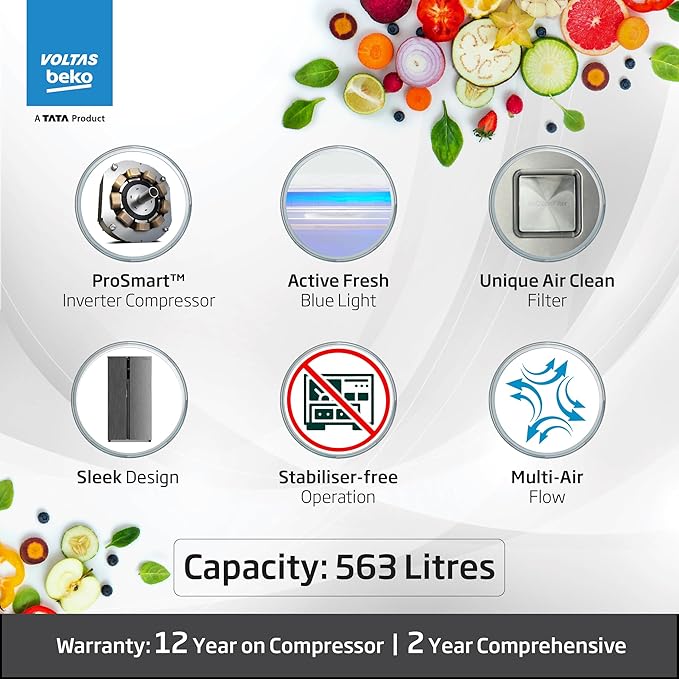 VOLTAS
beko
A TATA Product
ProSmart™
Inverter Compressor
Active Fresh
Blue Light
Unique Air Clean
Filter
Sleek Design
Stabiliser-free
Operation
Multi-Air
Flow
Capacity: 563 Litres
Warranty: 12 Year on Compressor | 2 Year Comprehensive